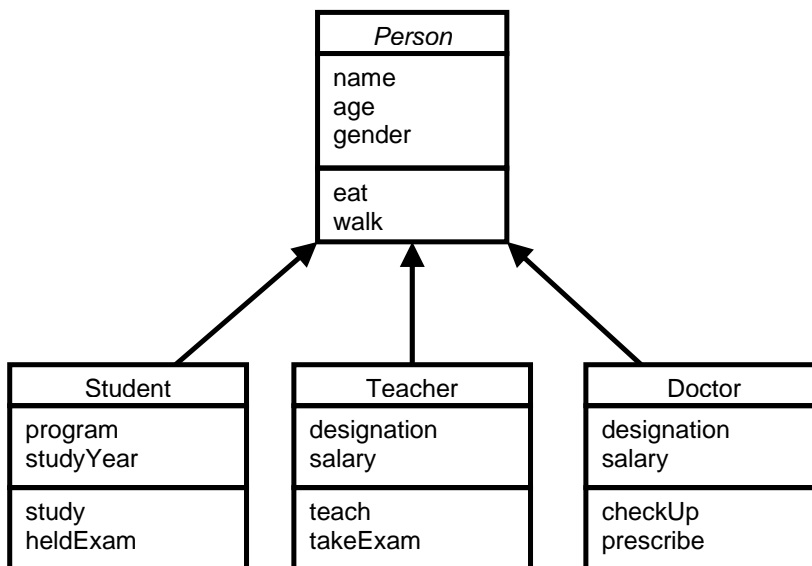 Person
name
age
gender
eat
walk
Student
program
studyYear
study
heldExam
Teacher
designation
salary
teach
takeExam
Doctor
designation
salary
checkUp
prescribe